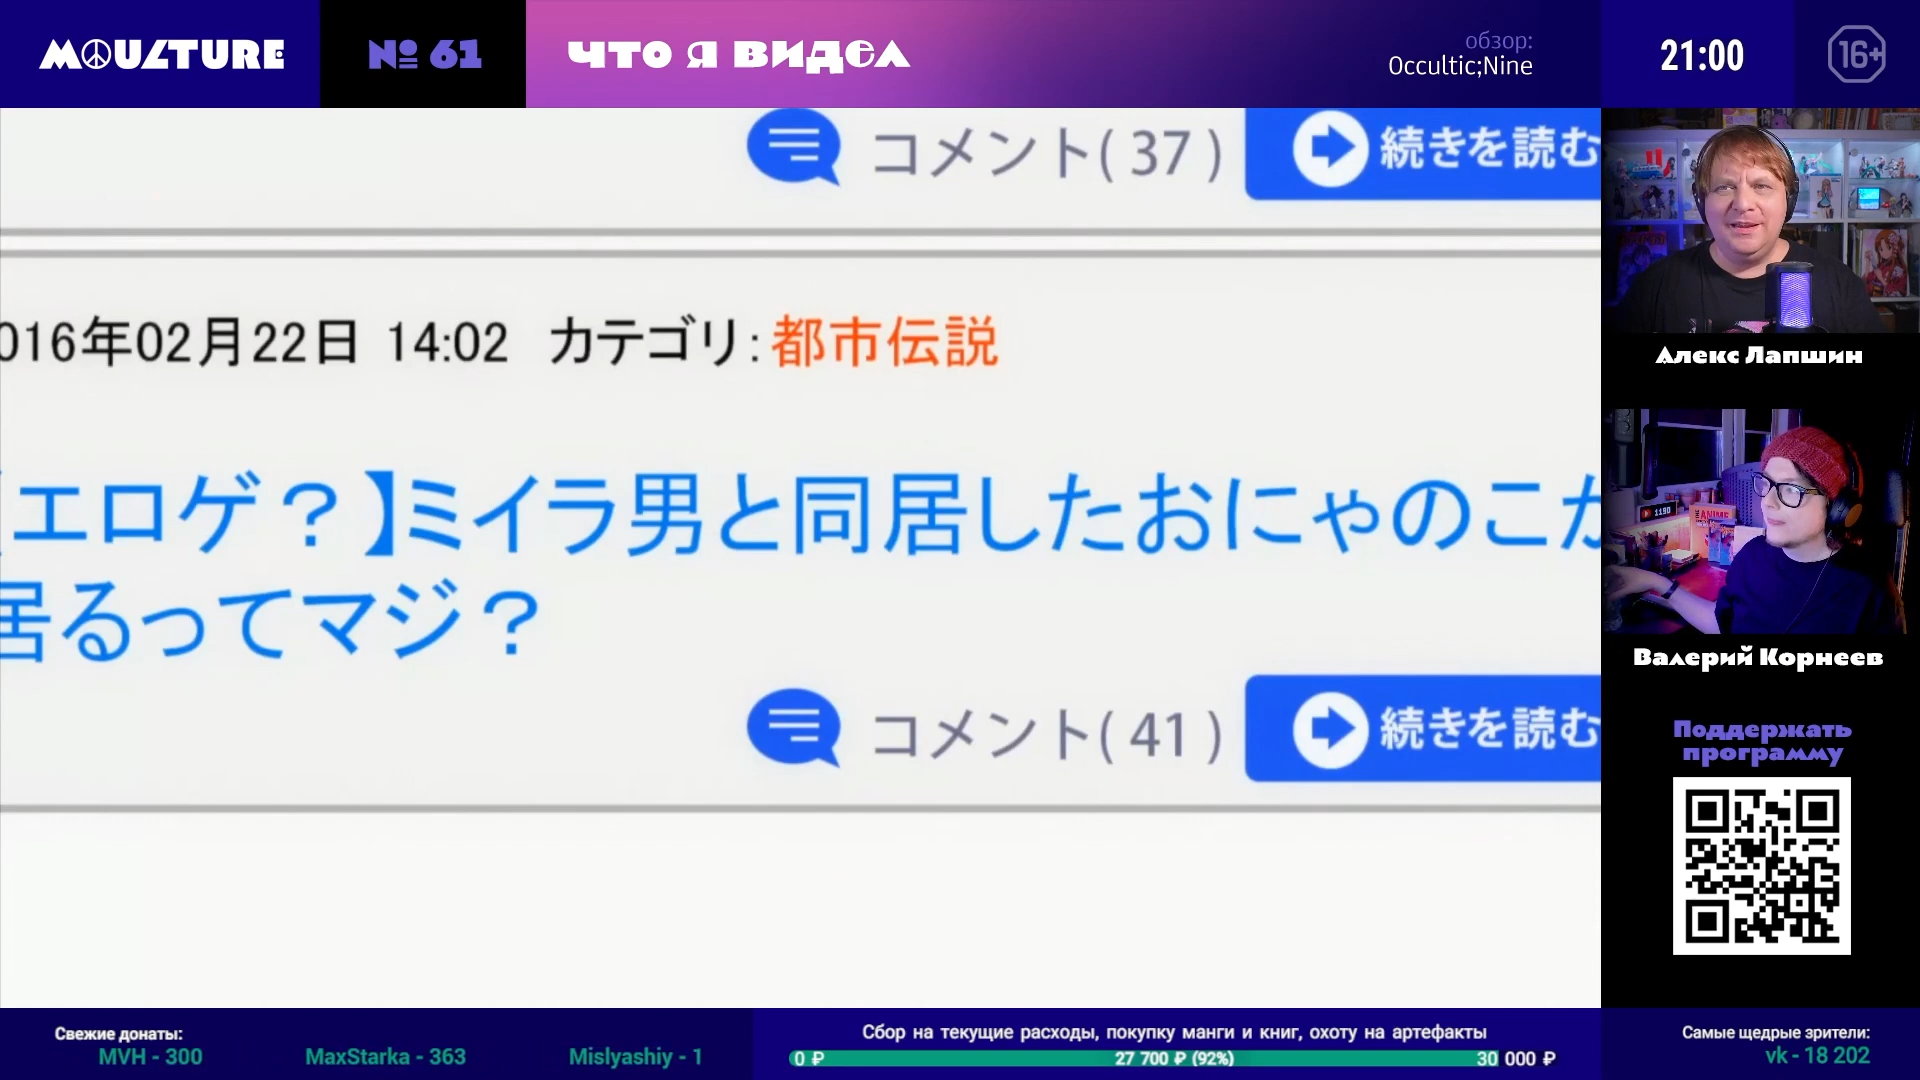 MOULTURE
№ 61
ЧТО Я ВИДЕЛ
обзор:
Occultic;Nine
21:00
16+
コメント( 37 )
続きを読む
016年02月22日 14:02 カテゴリ:都市伝説
【エロゲ？】ミイラ男と同居したおにゃのこが
居るってマジ？
コメント( 41 )
続きを読む
Алекс Лапшин
1190
ANIME
Валерий Корнеев
Поддержать
программу
Свежие донаты:
MVH - 300
MaxStarka - 363
Mislyashiy - 1
Сбор на текущие расходы, покупку манги и книг, охоту на артефакты
0 ₽
27 700 ₽ (92%)
30 000 ₽
Самые щедрые зрители:
vk - 18 202